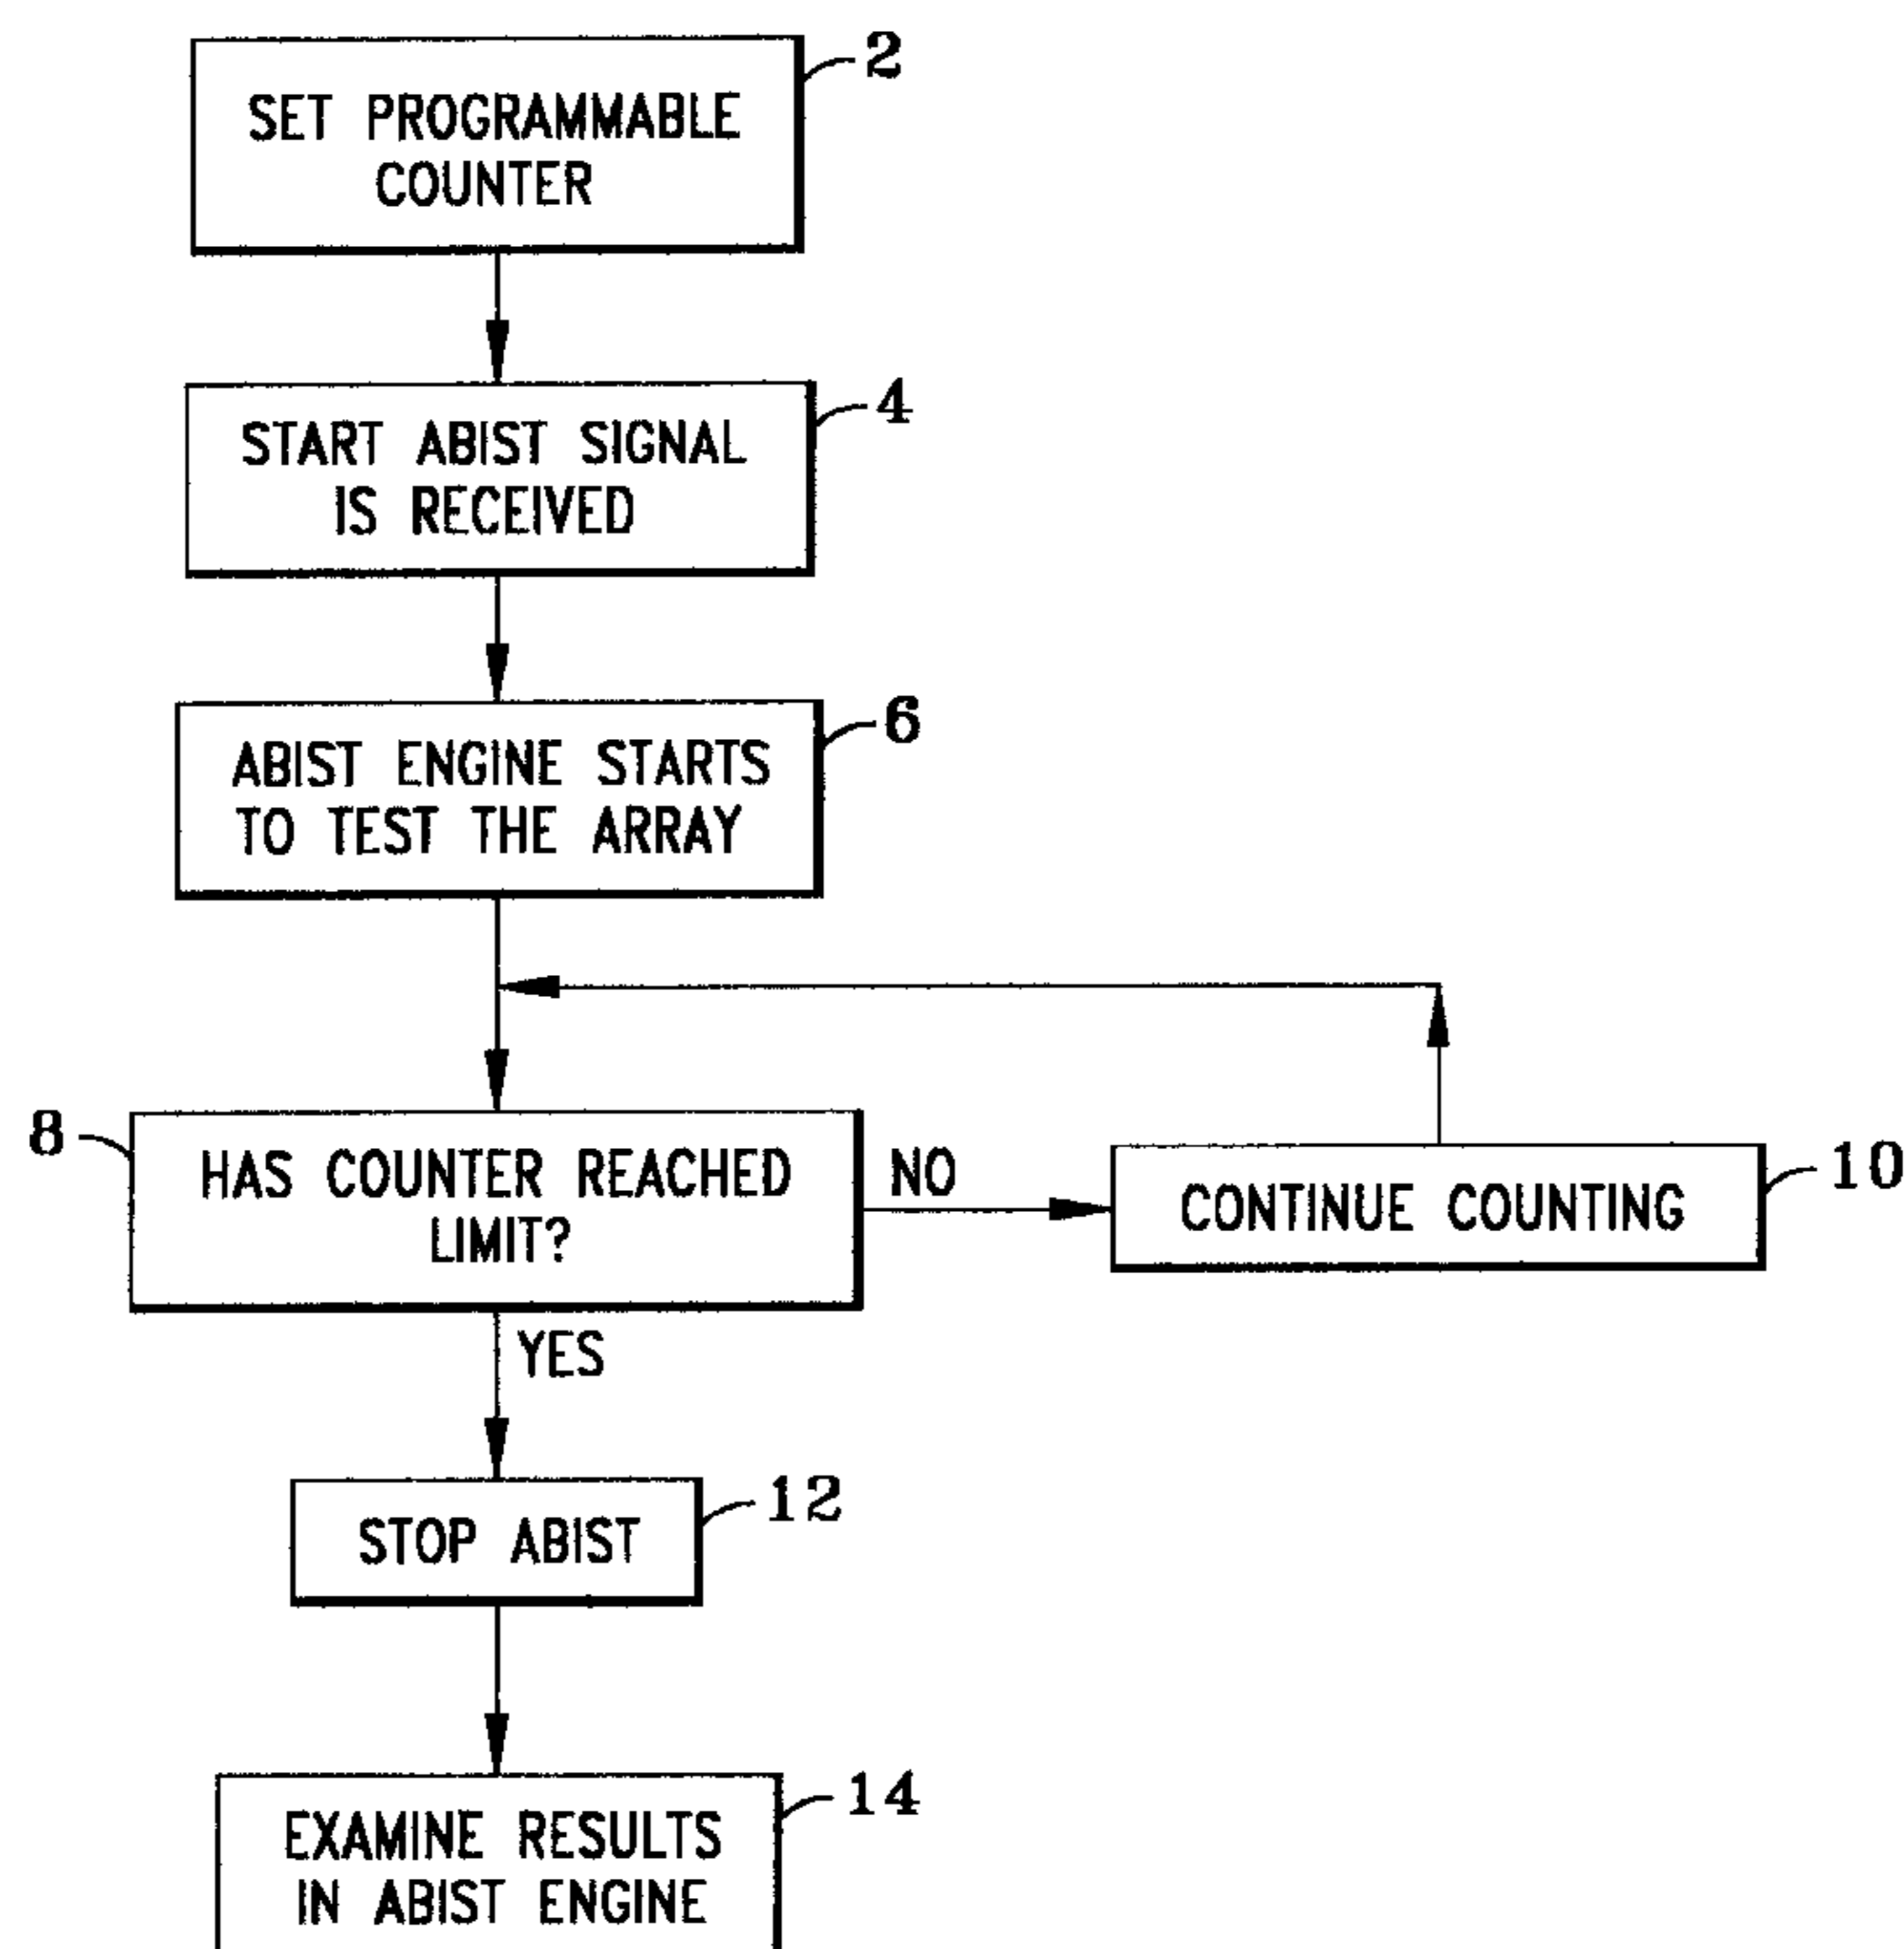 2
SET PROGRAMMABLE
COUNTER
4
START ABIST SIGNAL
IS RECEIVED
6
ABIST ENGINE STARTS
TO TEST THE ARRAY
8
HAS COUNTER REACHED
LIMIT?
NO
10
CONTINUE COUNTING
YES
12
STOP ABIST
14
EXAMINE RESULTS
IN ABIST ENGINE